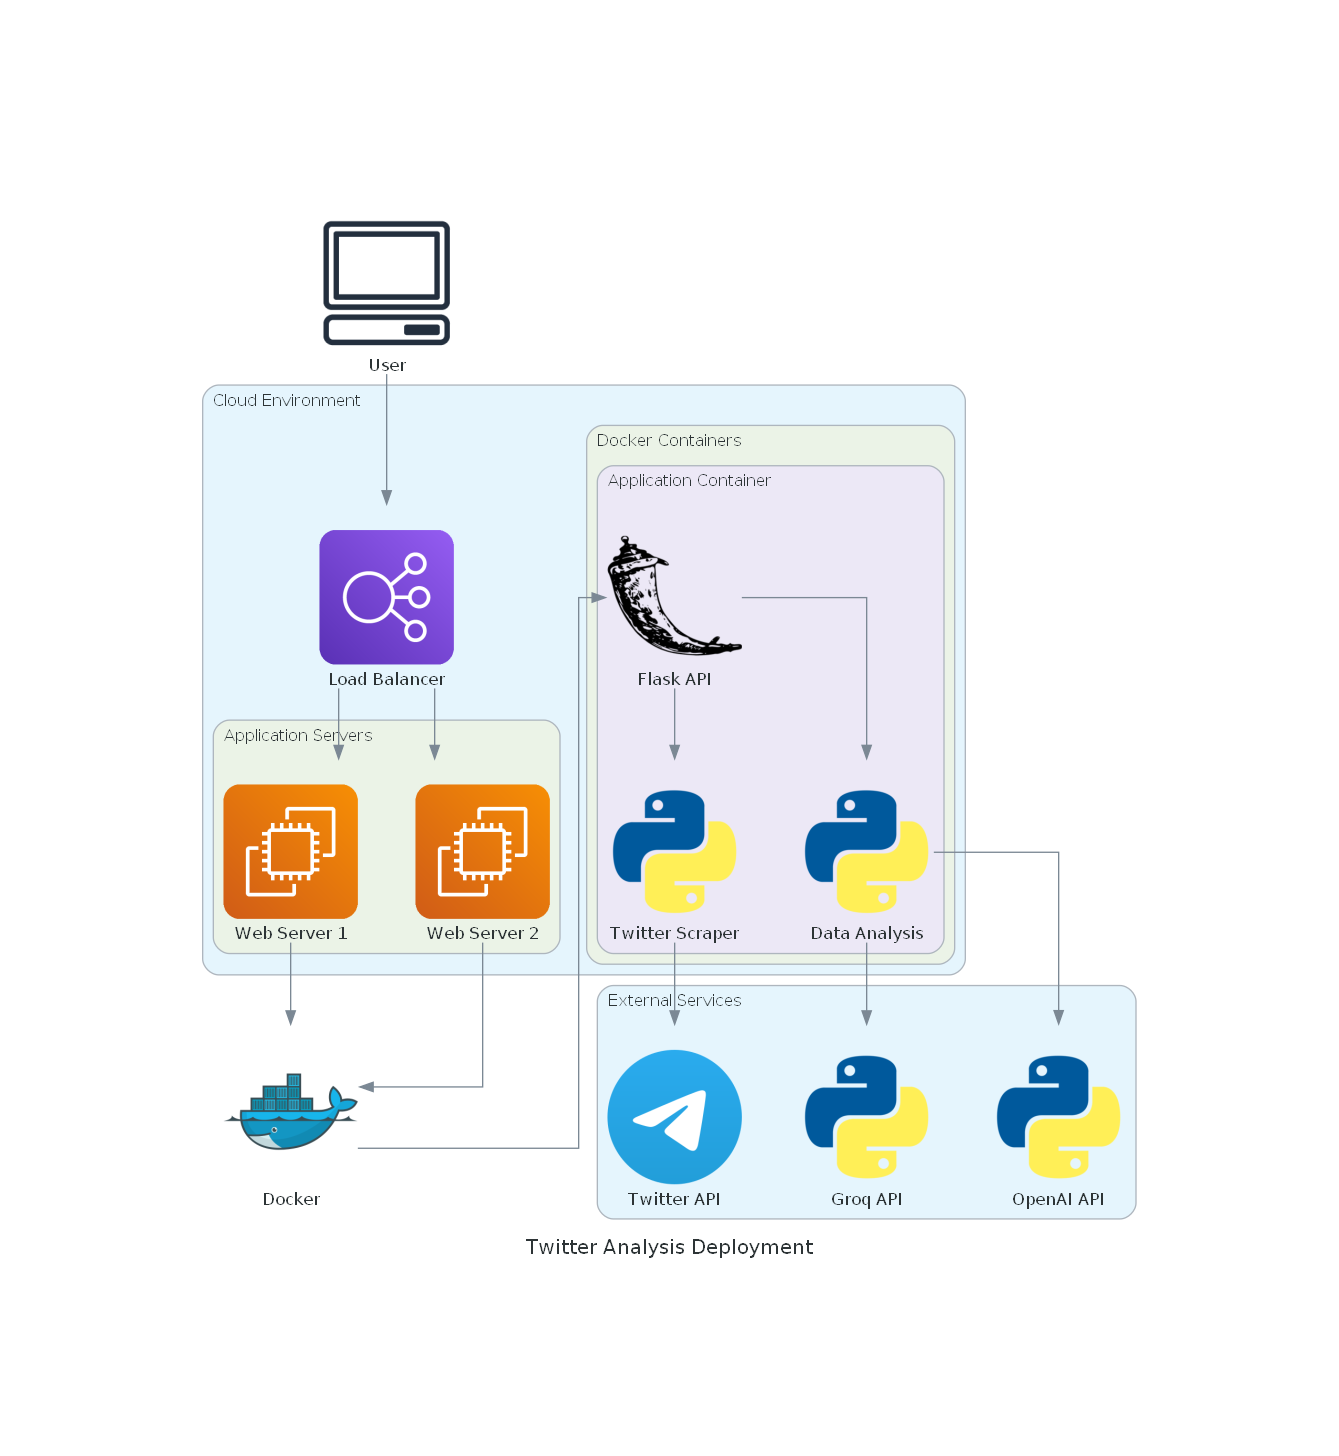 User
Cloud Environment
Docker Containers
Application Container
Load Balancer
Flask API
Application Servers
Web Server 1
Web Server 2
Twitter Scraper
Data Analysis
External Services
Docker
Twitter API
Groq API
OpenAI API
Twitter Analysis Deployment